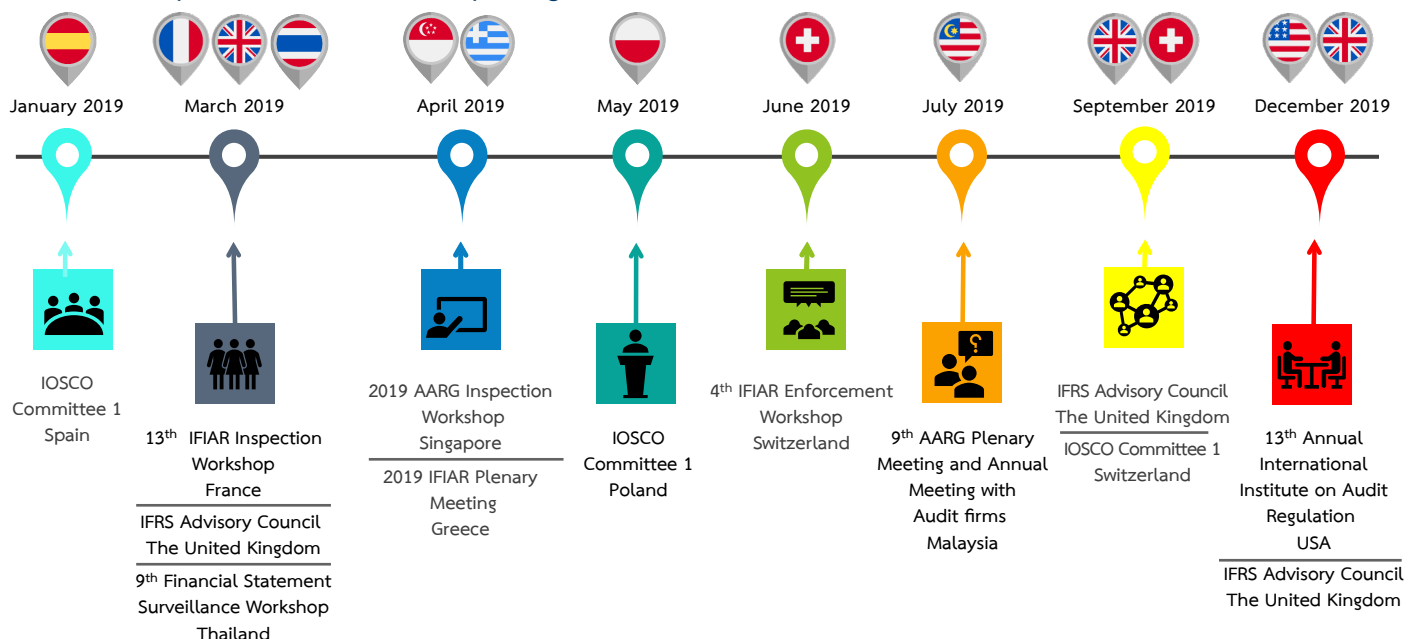 January 2019
March 2019
April 2019
May 2019
June 2019
July 2019
September 2019
December 2019
IOSCO
Committee 1
Spain
13th IFIAR Inspection
Workshop
France
IFRS Advisory Council
The United Kingdom
9th Financial Statement
Surveillance Workshop
Thailand
2019 AARG Inspection
Workshop
Singapore
2019 IFIAR Plenary
Meeting
Greece
IOSCO
Committee 1
Poland
4th IFIAR Enforcement
Workshop
Switzerland
9th AARG Plenary
Meeting and Annual
Meeting with
Audit firms
Malaysia
IFRS Advisory Council
The United Kingdom
IOSCO Committee 1
Switzerland
13th Annual
International
Institute on Audit
Regulation
USA
IFRS Advisory Council
The United Kingdom